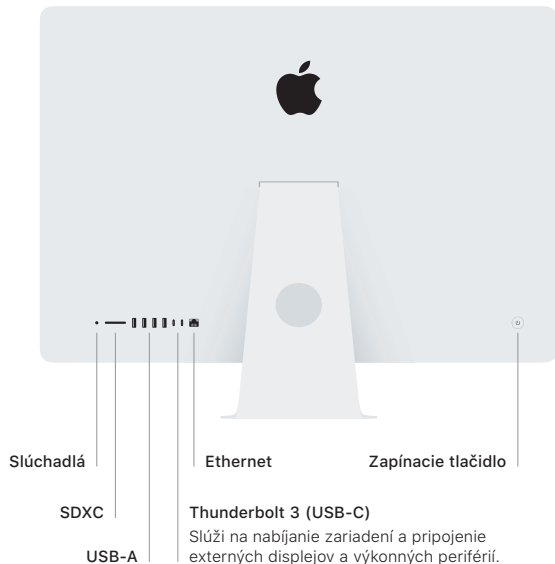 Slúchadlá
Ethernet
Zapínacie tlačidlo
SDXC
Thunderbolt 3 (USB-C)
Slúži na nabíjanie zariadení a pripojenie
USB-A
externých displejov a výkonných periférií.